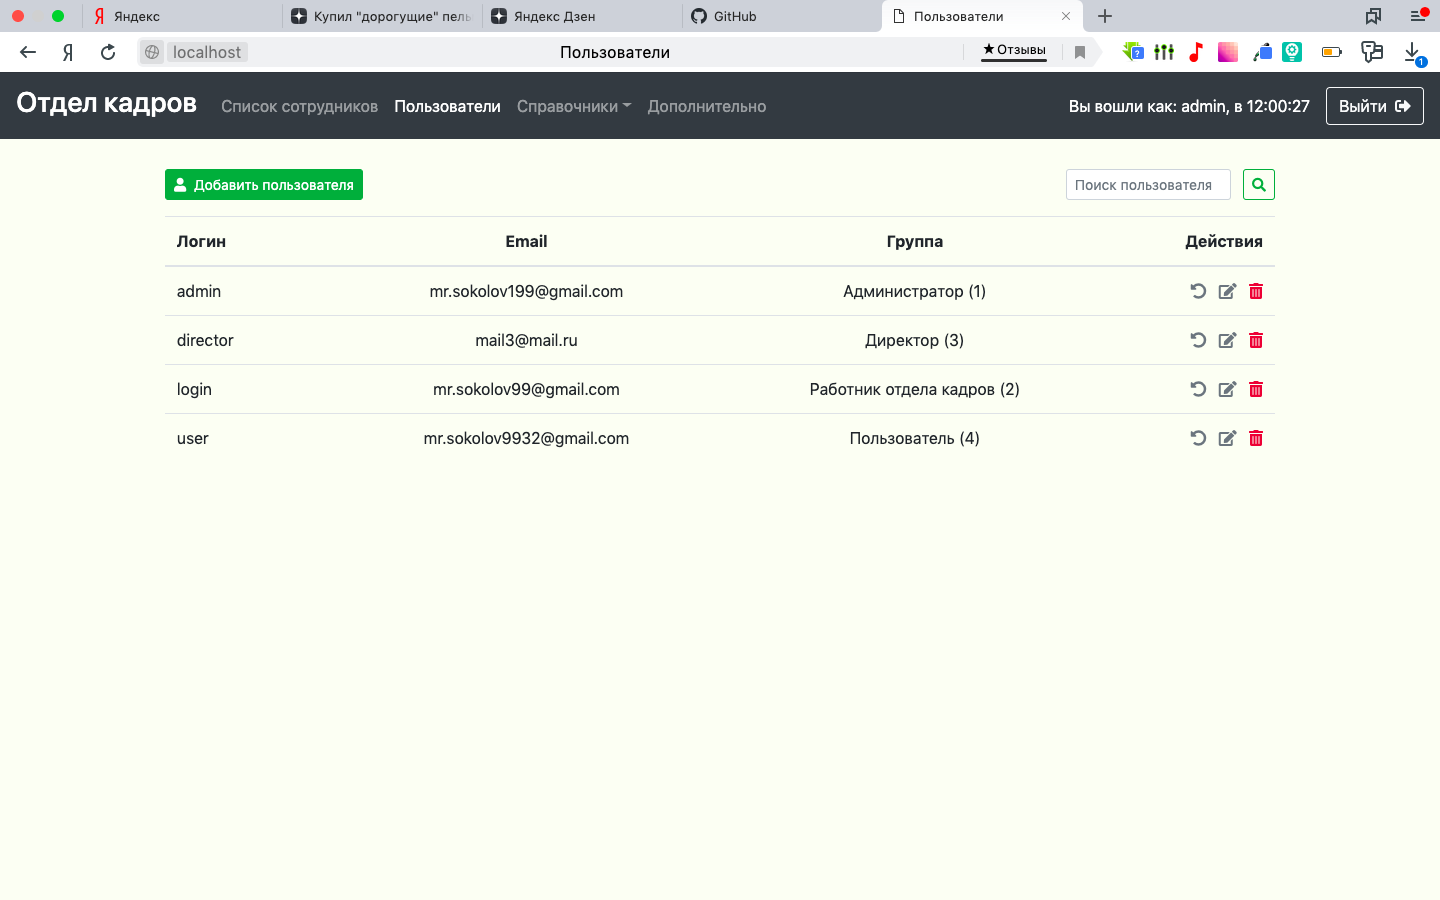 Яндекс
Купил "дорогущие" пель
Яндекс Дзен
GitHub
Пользователи
Я
localhost
Пользователи
★ Отзывы
?
1
Отдел кадров
Список сотрудников
Пользователи
Справочники
Дополнительно
Вы вошли как: admin, в 12:00:27
Выйти
Добавить пользователя
Поиск пользователя
Логин Email Группа Действия
admin mr.sokolov199@gmail.com Администратор (1)
director mail3@mail.ru Директор (3)
login mr.sokolov99@gmail.com Работник отдела кадров (2)
user mr.sokolov9932@gmail.com Пользователь (4)